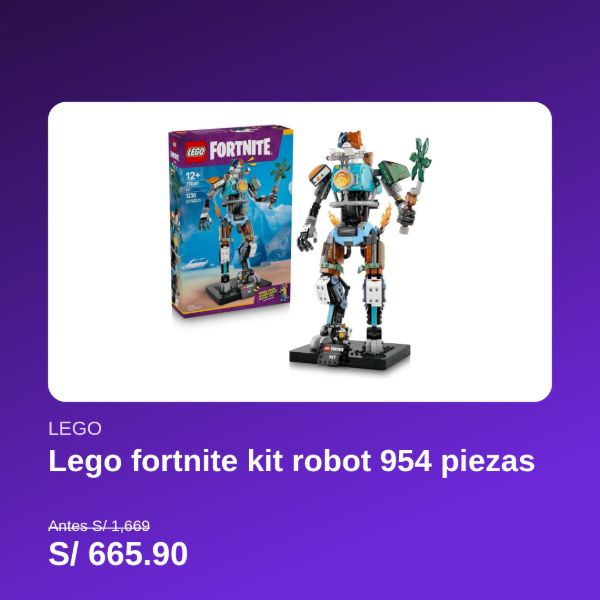 LEGO FORTNITE
12+
LEGO
Lego fortnite kit robot 954 piezas
Antes S/ 1,669
S/ 665.90